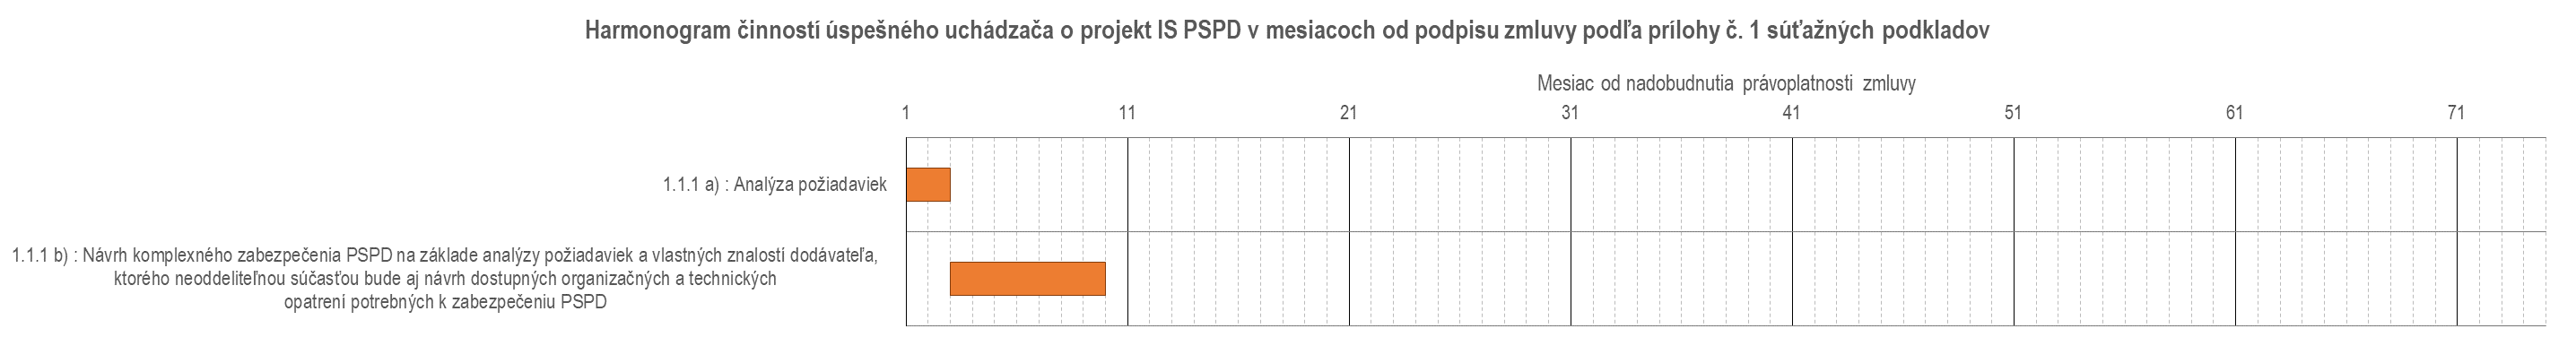 Harmonogram činností úspešného uchádzača o projekt IS PSPD v mesiacoch od podpisu zmluvy podľa prílohy č. 1 súťažných podkladov
Mesiac od nadobudnutia právoplatnosti zmluvy
1 11 21 31 41 51 61 71
1.1.1 a) : Analýza požiadaviek
1.1.1 b) : Návrh komplexného zabezpečenia PSPD na základe analýzy požiadaviek a vlastných znalostí dodávateľa,
ktorého neoddeliteľnou súčasťou bude aj návrh dostupných organizačných a technických
opatrení potrebných k zabezpečeniu PSPD